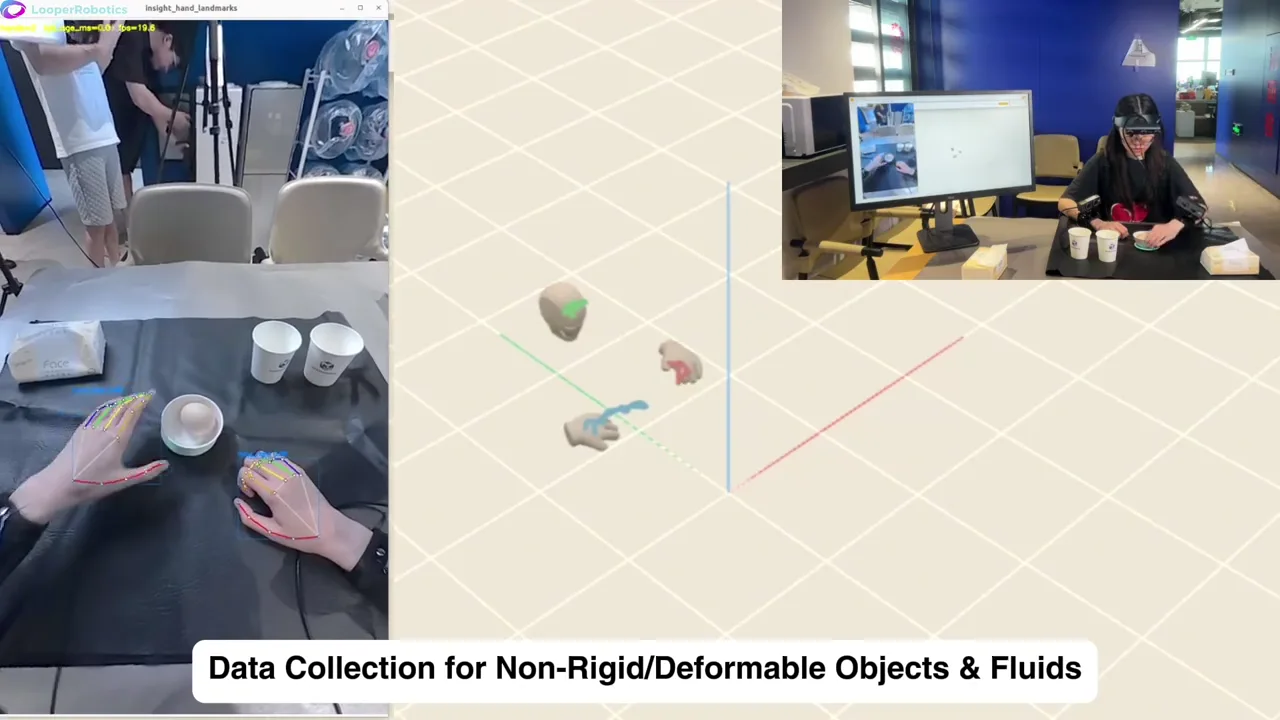 LooperRobotics
insight_hand_landmarks
Face
Data Collection for Non-Rigid/Deformable Objects & Fluids